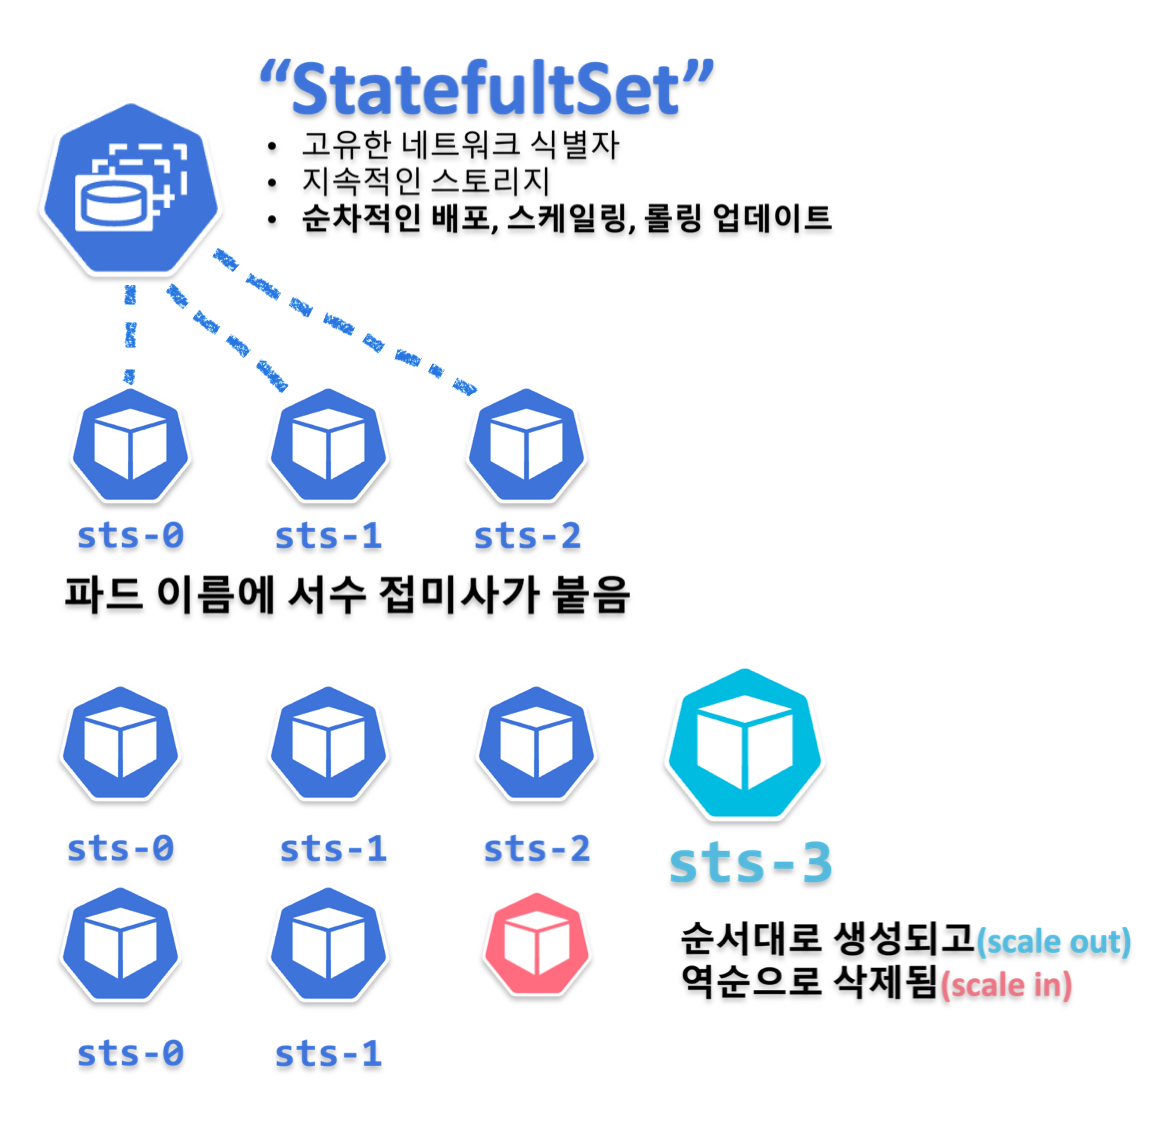 “StatefultSet”
• 고유한 네트워크 식별자
• 지속적인 스토리지
• 순차적인 배포, 스케일링, 롤링 업데이트
sts-0 sts-1 sts-2
파드 이름에 서수 접미사가 붙음
sts-0 sts-1 sts-2 sts-3
순서대로 생성되고(scale out)
역순으로 삭제됨(scale in)
sts-0 sts-1